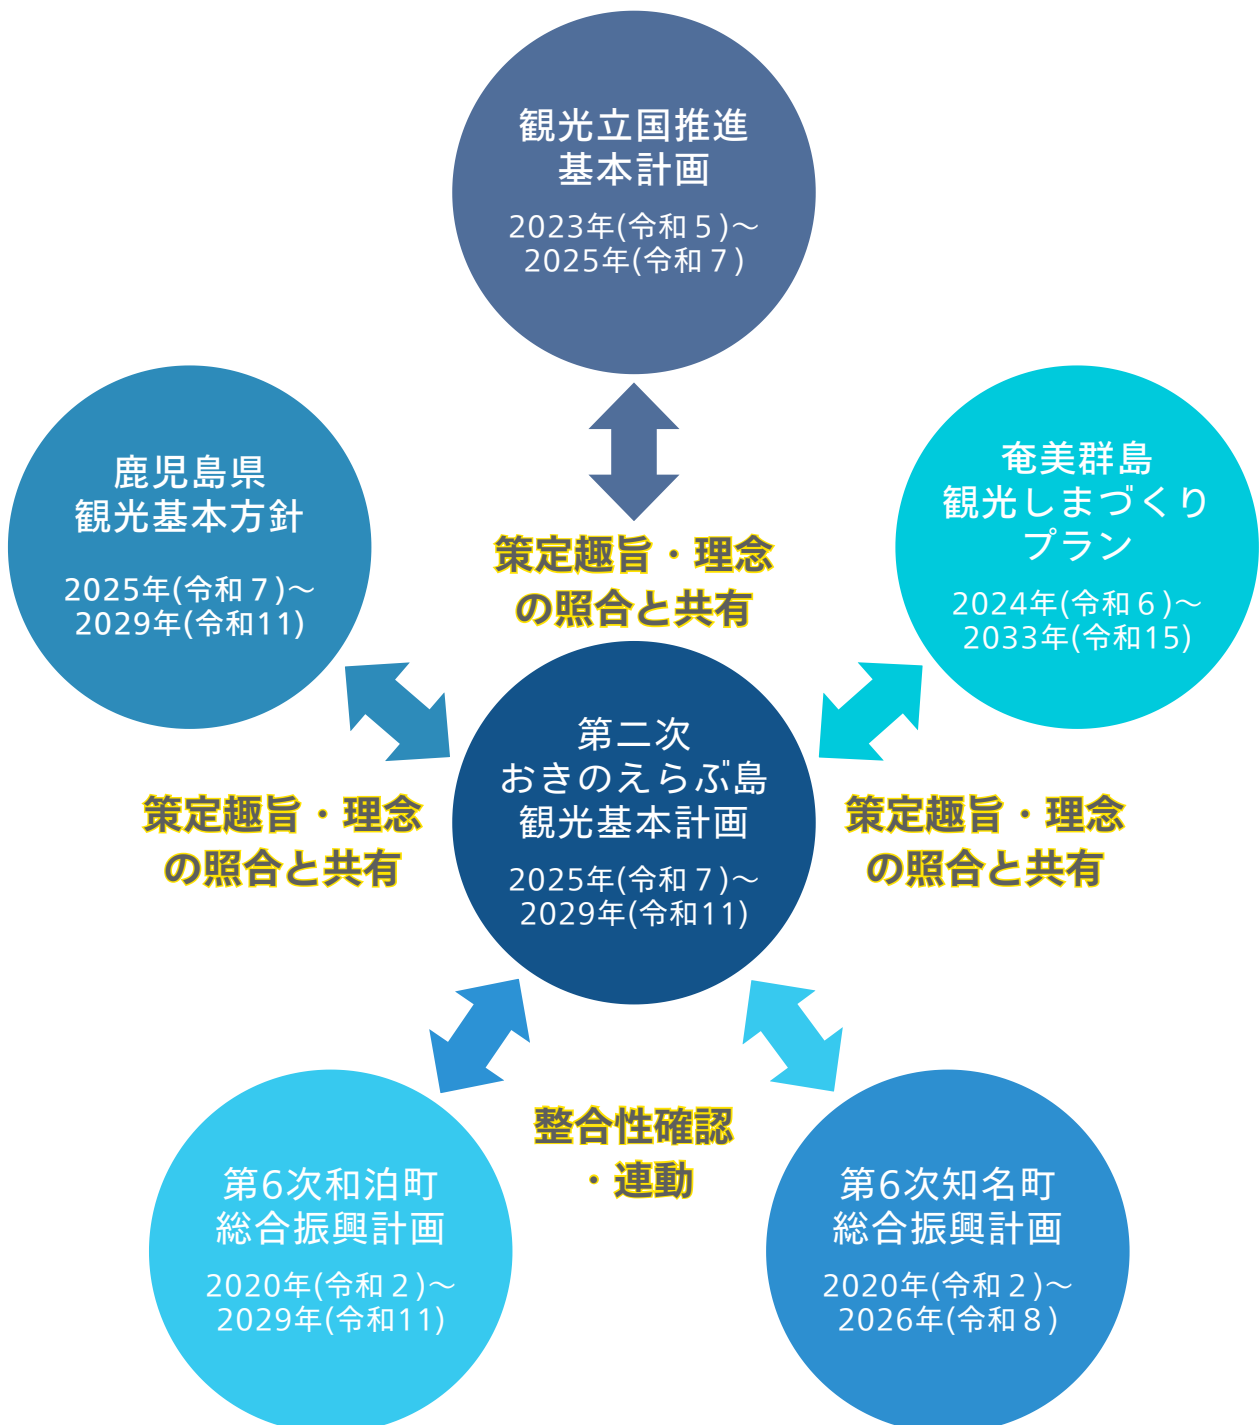 観光立国推進
基本計画
2023年(令和５)～
2025年(令和７)
鹿児島県
観光基本方針
2025年(令和７)～
2029年(令和11)
奄美群島
観光しまづくり
プラン
2024年(令和６)～
2033年(令和15)
策定趣旨・理念
の照合と共有
第二次
おきのえらぶ島
観光基本計画
2025年(令和７)～
2029年(令和11)
策定趣旨・理念
の照合と共有
策定趣旨・理念
の照合と共有
整合性確認
・連動
第6次和泊町
総合振興計画
2020年(令和２)～
2029年(令和11)
第6次知名町
総合振興計画
2020年(令和２)～
2026年(令和８)